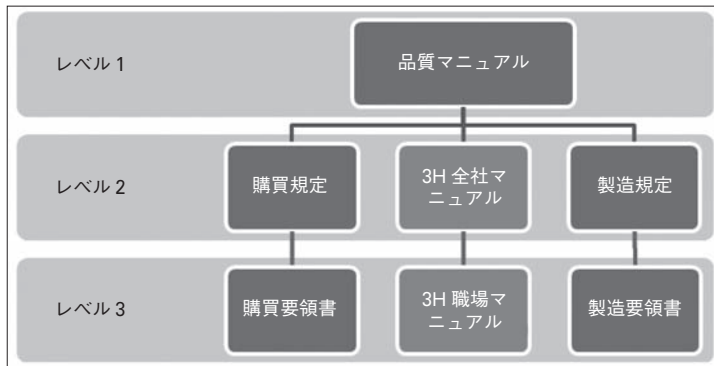 レベル 1
品質マニュアル
レベル 2
購買規定
3H 全社マ
ニュアル
製造規定
レベル 3
購買要領書
3H 職場マ
ニュアル
製造要領書